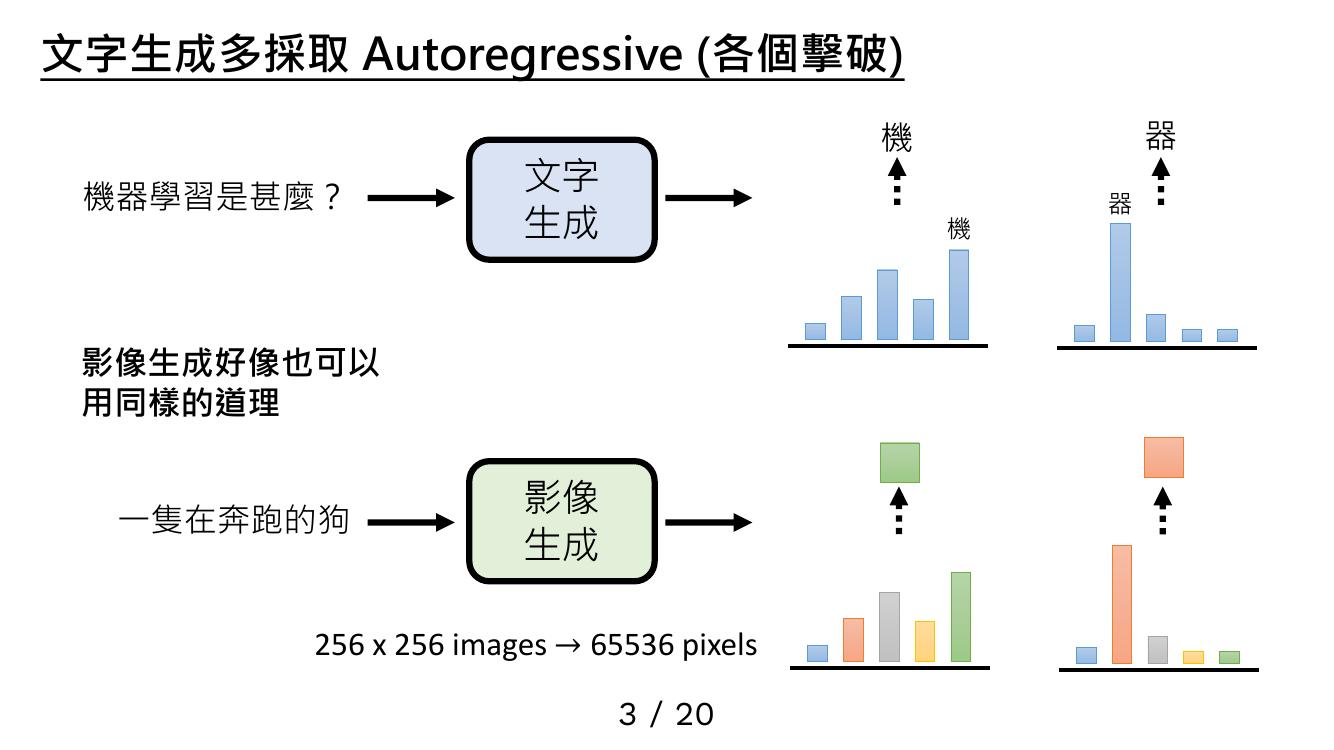 文字生成多採取 Autoregressive (各個擊破)
機器學習是甚麼？
文字
生成
機
機
器
器
影像生成好像也可以
用同樣的道理
一隻在奔跑的狗
影像
生成
256 x 256 images → 65536 pixels
3 / 20